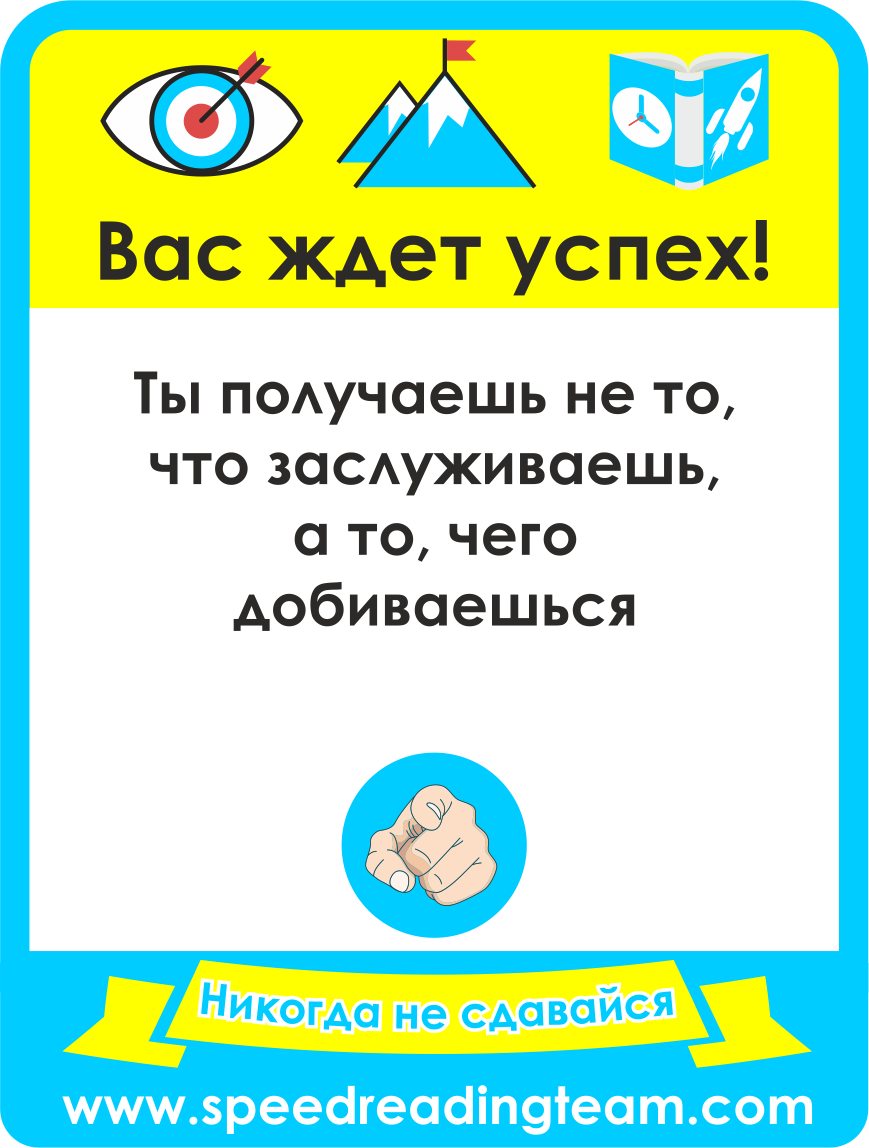 Вас ждет успех!
Ты получаешь не то,
что заслуживаешь,
а то, чего
добиваешься
Никогда не сдавайся
www.speedreadingteam.com